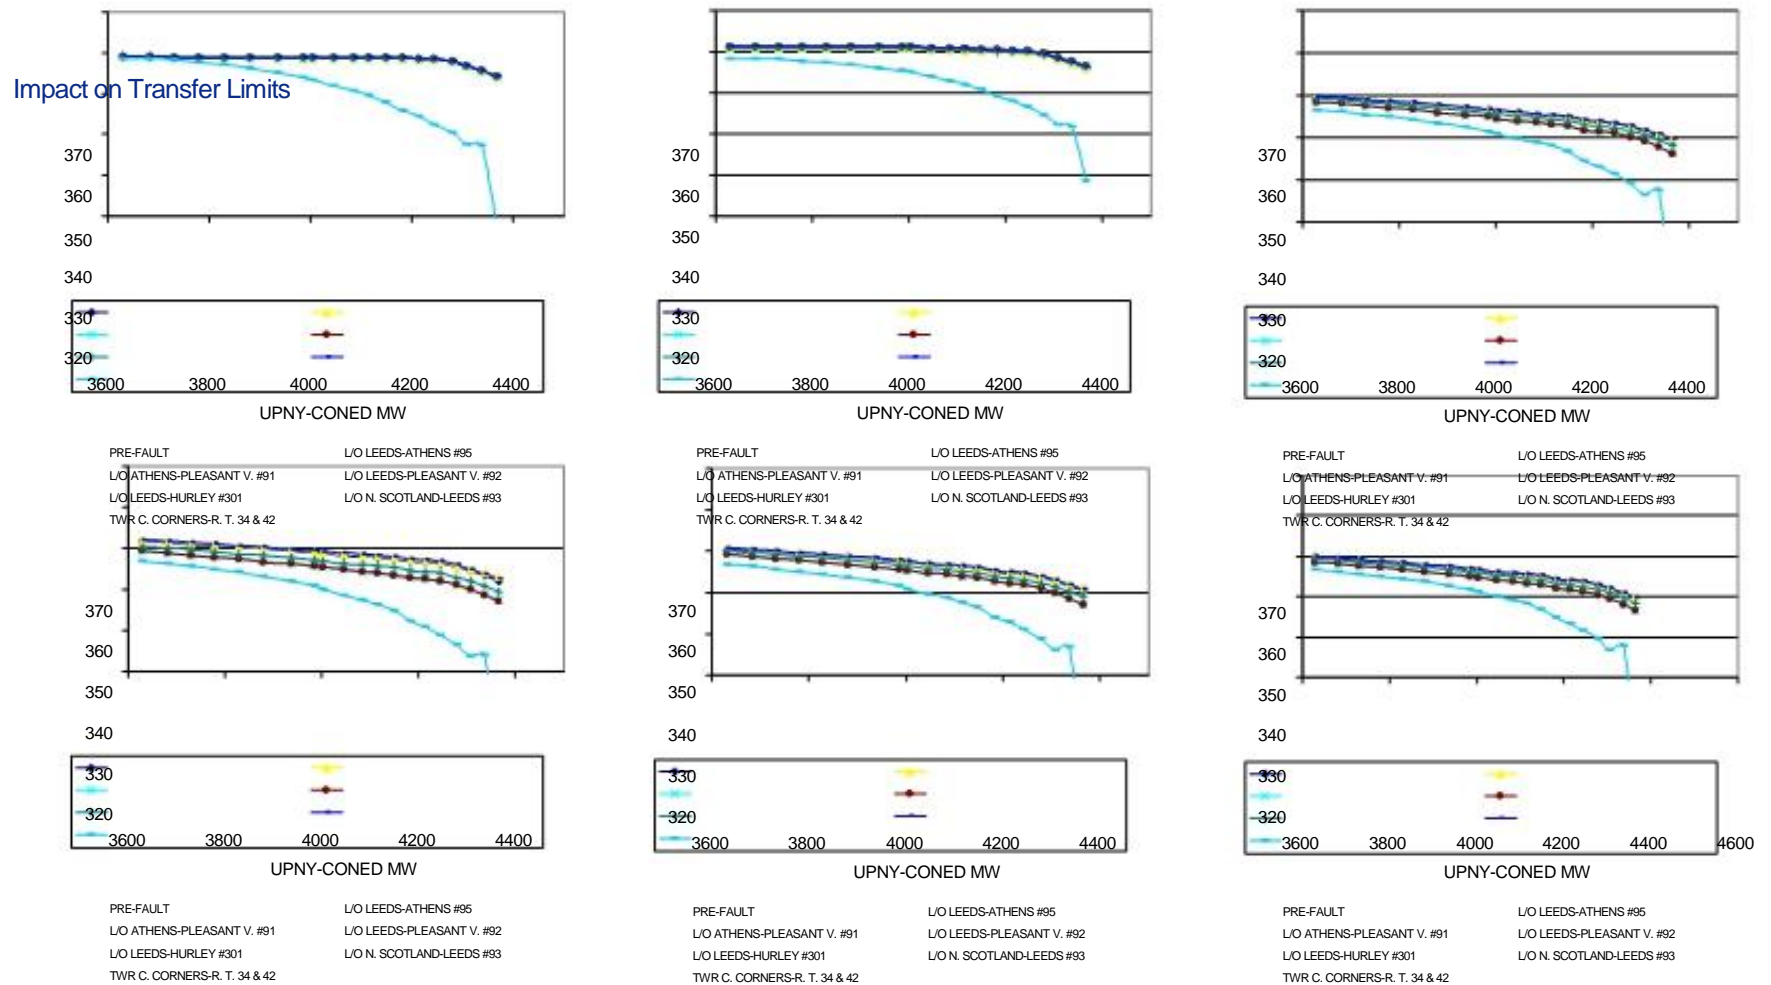 Impact on Transfer Limits
370
360
350
340
330
320
3600 3800 4000 4200 4400
UPNY-CONED MW
PRE-FAULT L/O LEEDS-ATHENS #95
L/O ATHENS-PLEASANT V. #91 L/O LEEDS-PLEASANT V. #92
L/O LEEDS-HURLEY #301 L/O N. SCOTLAND-LEEDS #93
TWR C. CORNERS-R. T. 34 & 42
370
360
350
340
330
320
3600 3800 4000 4200 4400
UPNY-CONED MW
PRE-FAULT L/O LEEDS-ATHENS #95
L/O ATHENS-PLEASANT V. #91 L/O LEEDS-PLEASANT V. #92
L/O LEEDS-HURLEY #301 L/O N. SCOTLAND-LEEDS #93
TWR C. CORNERS-R. T. 34 & 42
370
360
350
340
330
320
3600 3800 4000 4200 4400
UPNY-CONED MW
PRE-FAULT L/O LEEDS-ATHENS #95
L/O ATHENS-PLEASANT V. #91 L/O LEEDS-PLEASANT V. #92
L/O LEEDS-HURLEY #301 L/O N. SCOTLAND-LEEDS #93
TWR C. CORNERS-R. T. 34 & 42
370
360
350
340
330
320
3600 3800 4000 4200 4400
UPNY-CONED MW
PRE-FAULT L/O LEEDS-ATHENS #95
L/O ATHENS-PLEASANT V. #91 L/O LEEDS-PLEASANT V. #92
L/O LEEDS-HURLEY #301 L/O N. SCOTLAND-LEEDS #93
TWR C. CORNERS-R. T. 34 & 42
370
360
350
340
330
320
3600 3800 4000 4200 4400
UPNY-CONED MW
PRE-FAULT L/O LEEDS-ATHENS #95
L/O ATHENS-PLEASANT V. #91 L/O LEEDS-PLEASANT V. #92
L/O LEEDS-HURLEY #301 L/O N. SCOTLAND-LEEDS #93
TWR C. CORNERS-R. T. 34 & 42
370
360
350
340
330
320
3600 3800 4000 4200 4400 4600
UPNY-CONED MW
PRE-FAULT L/O LEEDS-ATHENS #95
L/O ATHENS-PLEASANT V. #91 L/O LEEDS-PLEASANT V. #92
L/O LEEDS-HURLEY #301 L/O N. SCOTLAND-LEEDS #93
TWR C. CORNERS-R. T. 34 & 42